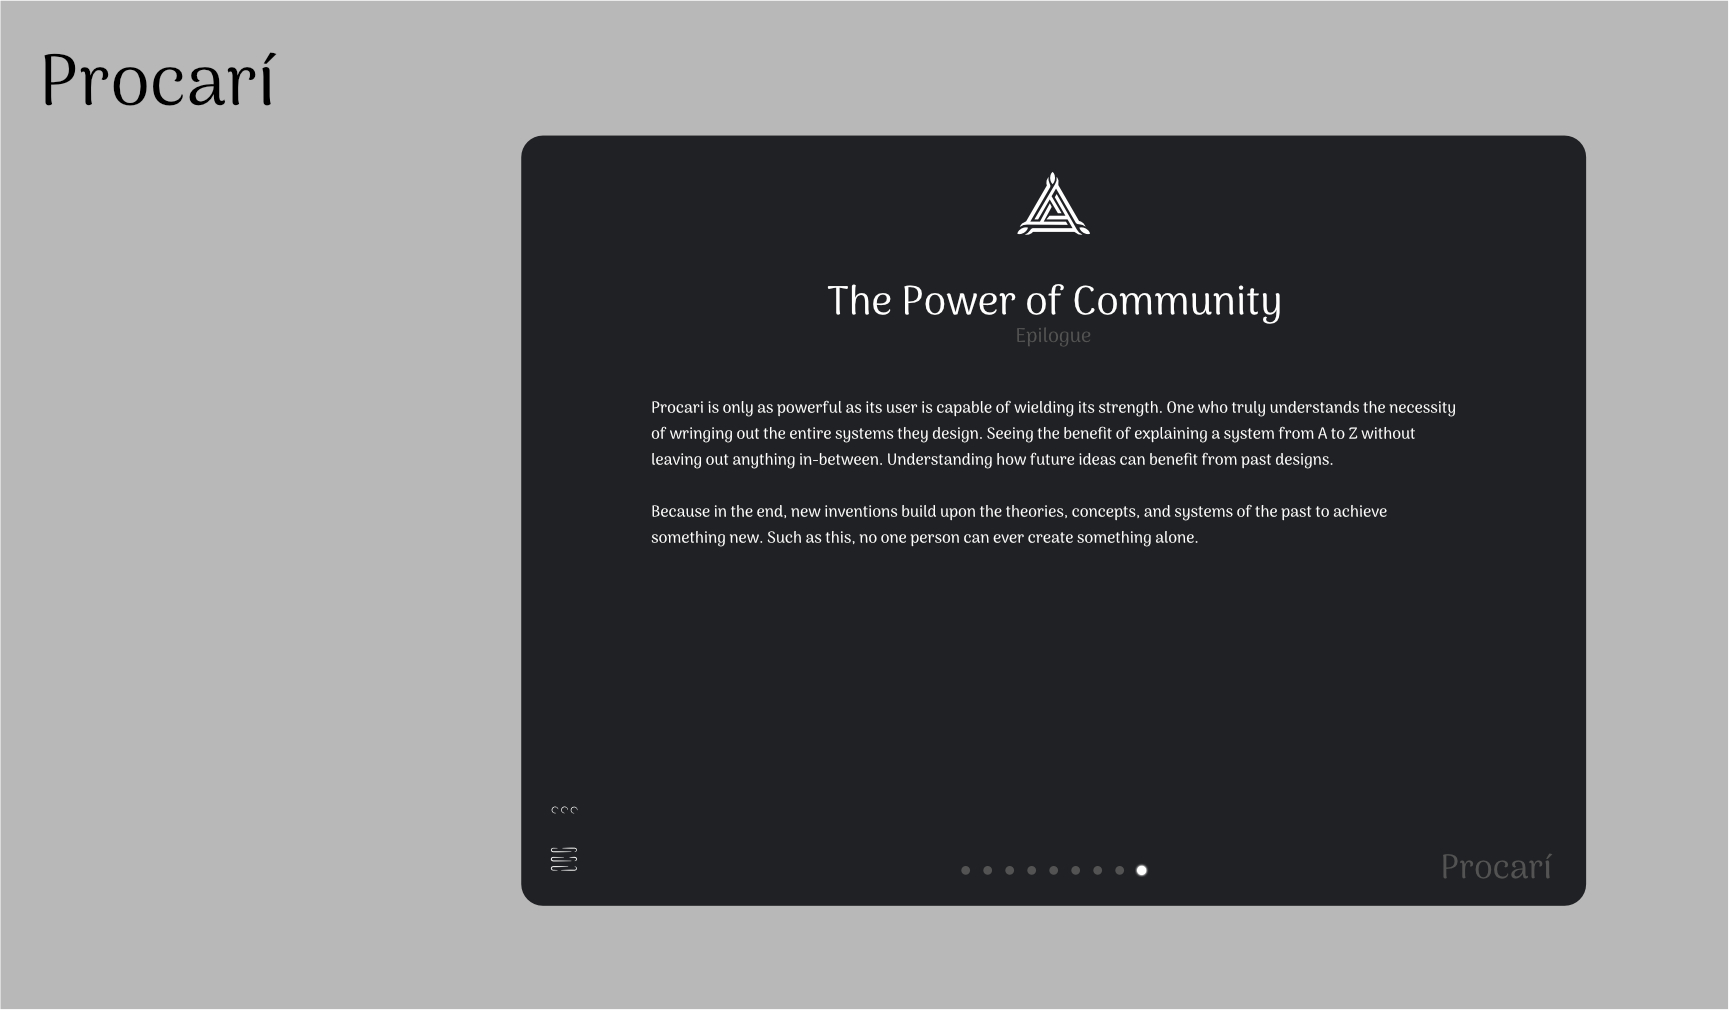 Procarí
The Power of Community
Epilogue
Procari is only as powerful as its user is capable of wielding its strength. One who truly understands the necessity
of wringing out the entire systems they design. Seeing the benefit of explaining a system from A to Z without
leaving out anything in-between. Understanding how future ideas can benefit from past designs.
Because in the end, new inventions build upon the theories, concepts, and systems of the past to achieve
something new. Such as this, no one person can ever create something alone.
Procarí